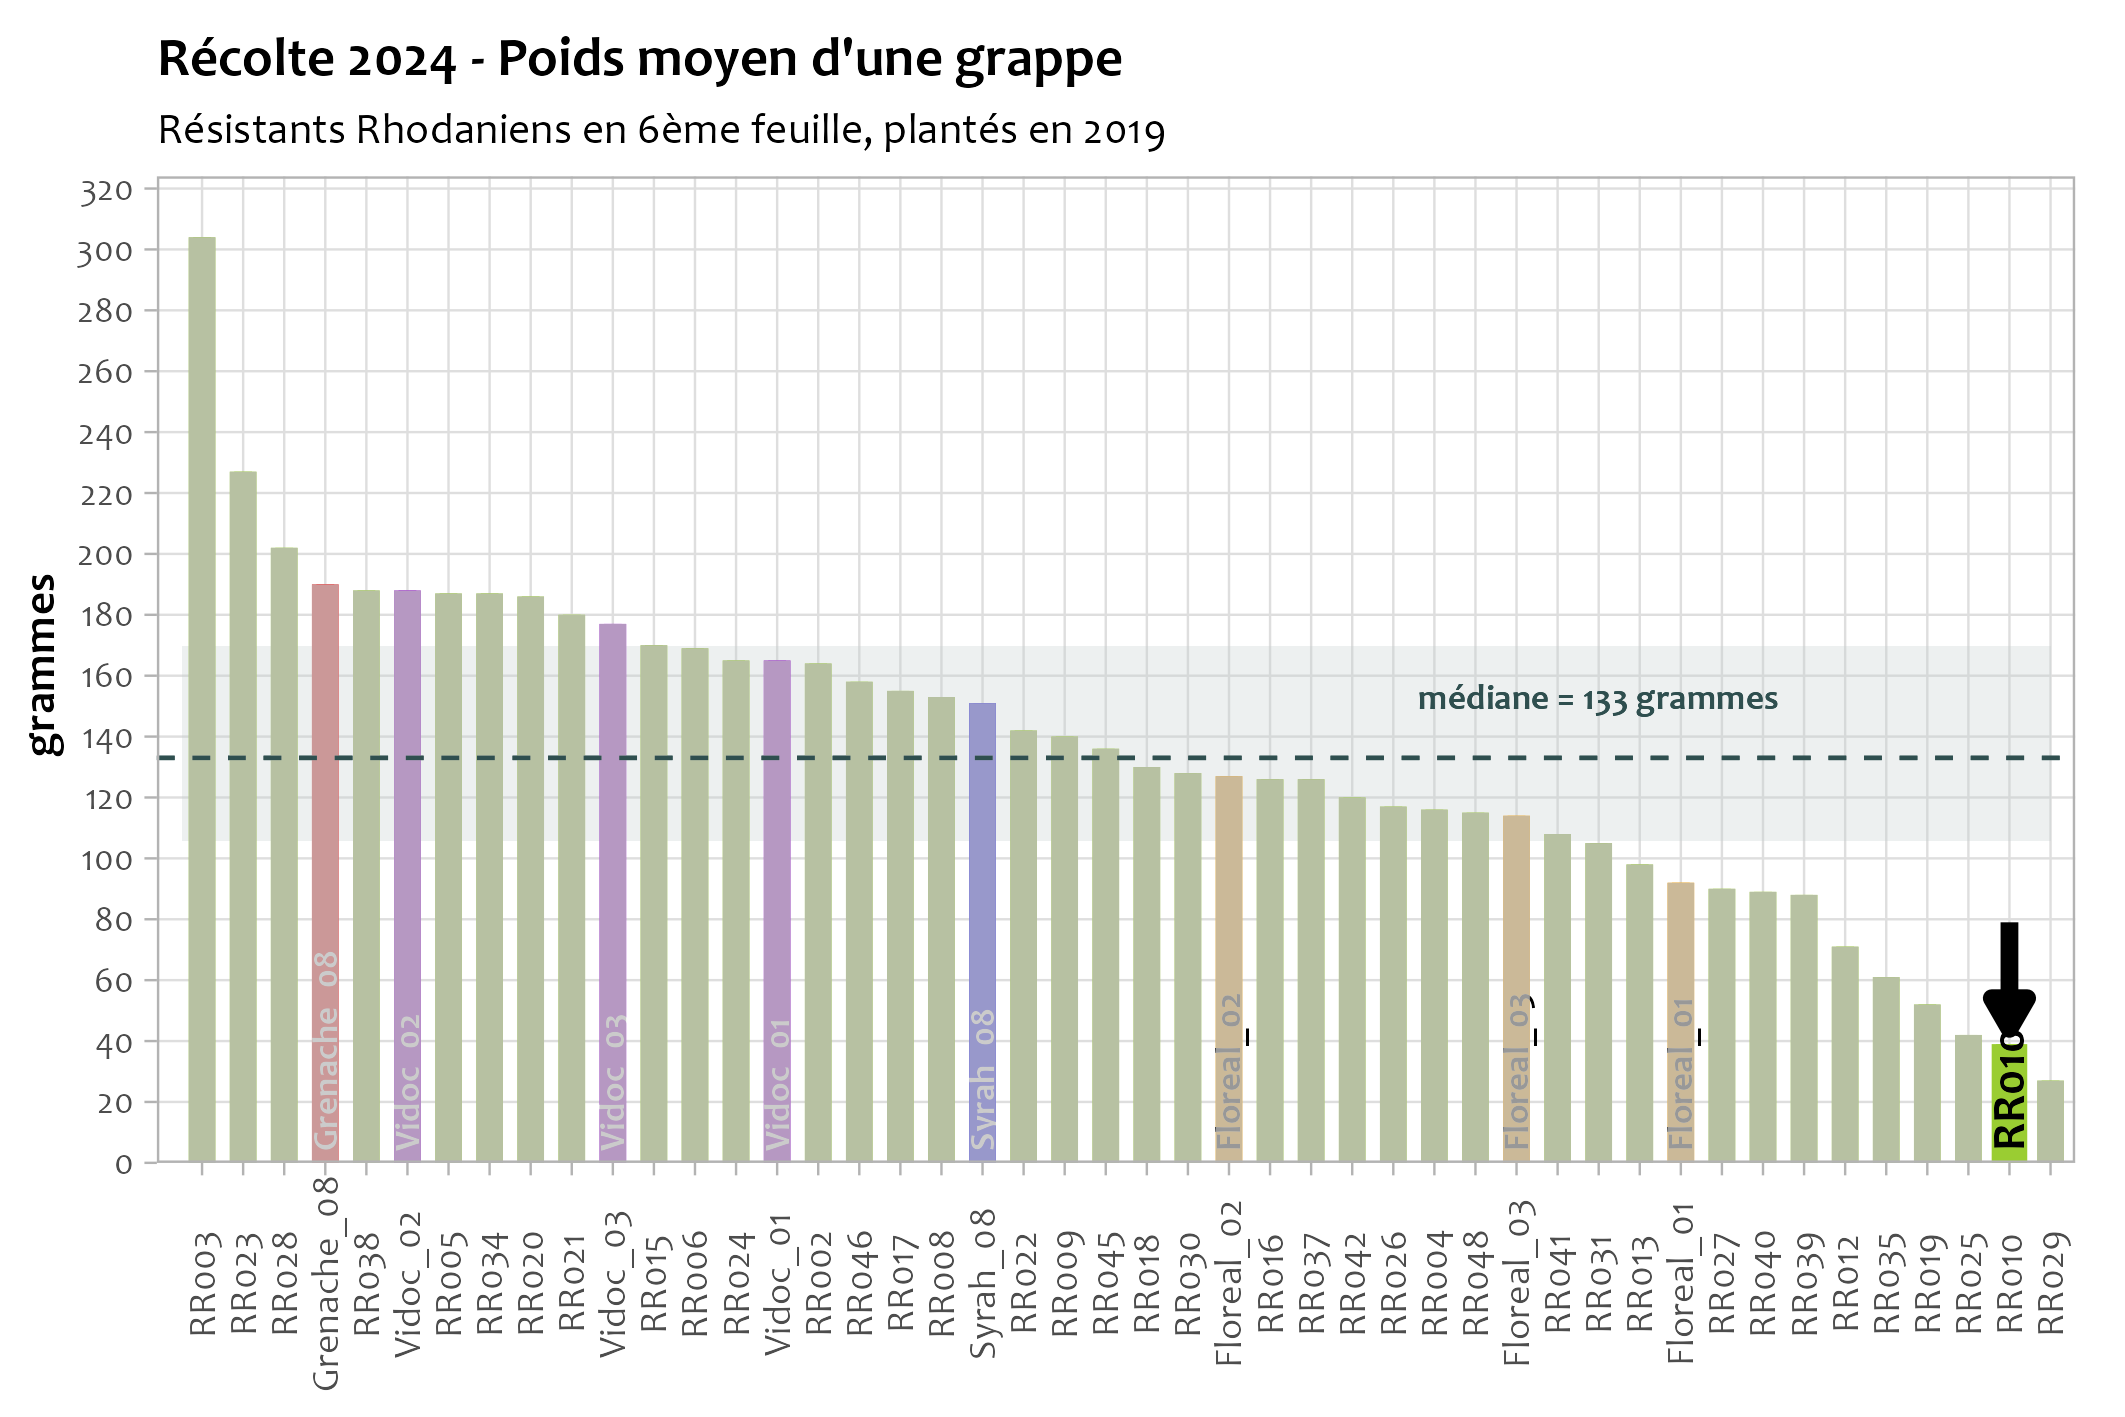 Récolte 2024 - Poids moyen d'une grappe
Résistants Rhodaniens en 6ème feuille, plantés en 2019
grammes
320
300
280
260
240
220
200
180
160
140
120
100
80
60
40
20
0
médiane = 133 grammes
Grenache_08
Vidoc_02
Vidoc_03
Vidoc_01
Syrah_08
Floreal_02
Floreal_03
Floreal_01
RR010
RR003
RR023
RR028
Grenache_08
RR038
Vidoc_02
RR005
RR034
RR020
RR021
Vidoc_03
RR015
RR006
RR024
Vidoc_01
RR002
RR046
RR017
RR008
Syrah_08
RR022
RR009
RR045
RR018
RR030
Floreal_02
RR016
RR037
RR042
RR026
RR004
RR048
Floreal_03
RR041
RR031
RR013
Floreal_01
RR027
RR040
RR039
RR012
RR035
RR019
RR025
RR010
RR029